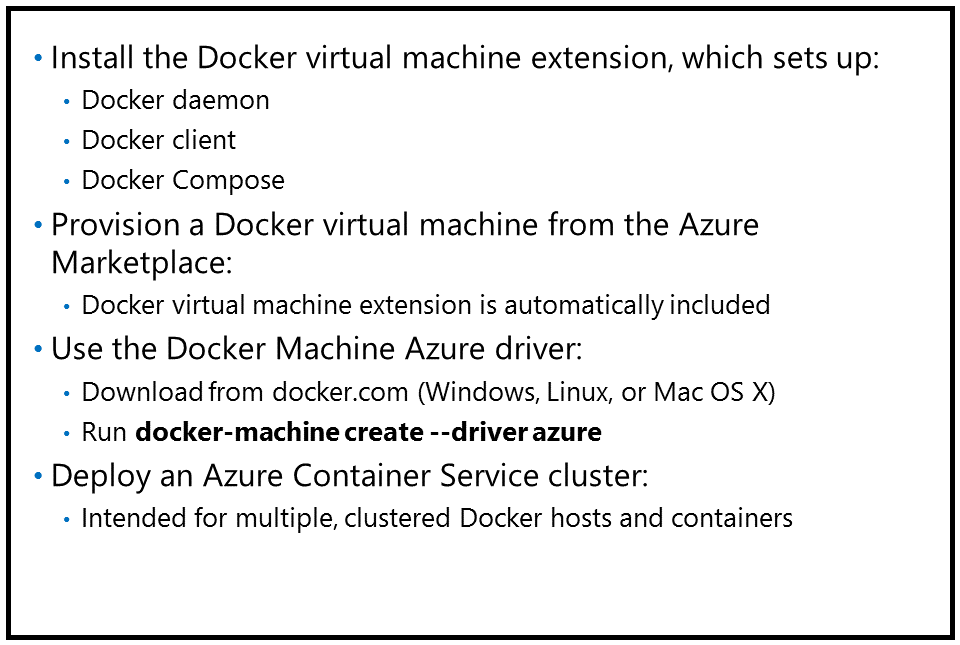 • Install the Docker virtual machine extension, which sets up:
• Docker daemon
• Docker client
• Docker Compose
• Provision a Docker virtual machine from the Azure
Marketplace:
• Docker virtual machine extension is automatically included
• Use the Docker Machine Azure driver:
• Download from docker.com (Windows, Linux, or Mac OS X)
• Run docker-machine create --driver azure
• Deploy an Azure Container Service cluster:
• Intended for multiple, clustered Docker hosts and containers